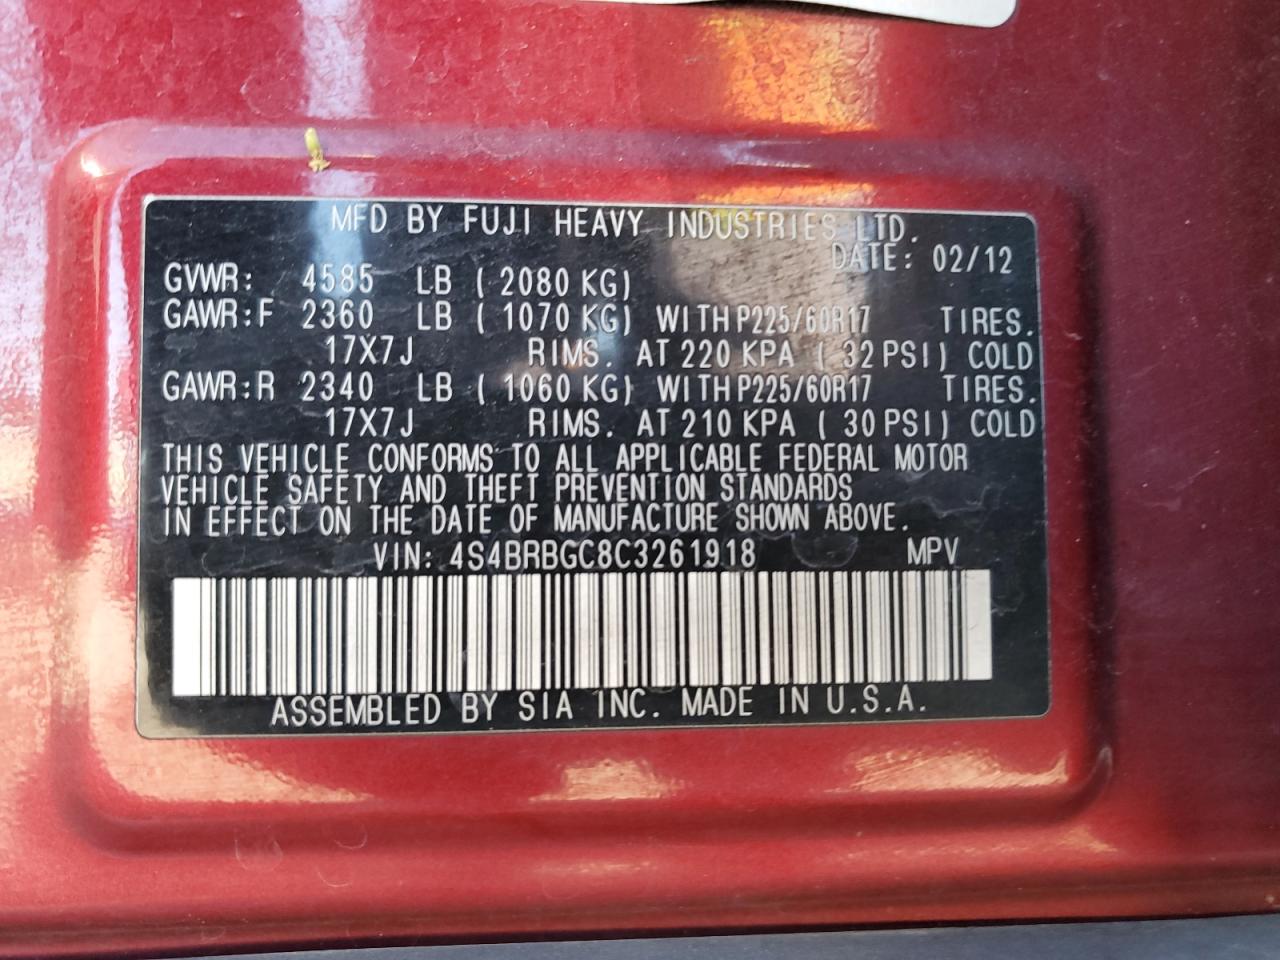 MFD BY FUJI HEAVY INDUSTRIES LTD.
DATE: 02/12
GVWR: 4585 LB ( 2080 KG)
GAWR:F 2360 LB ( 1070 KG) WITH P225/60R17 TIRES.
17X7J RIMS. AT 220 KPA ( 32 PSI) COLD
GAWR:R 2340 LB ( 1060 KG) WITH P225/60R17 TIRES.
17X7J RIMS. AT 210 KPA ( 30 PSI) COLD
THIS VEHICLE CONFORMS TO ALL APPLICABLE FEDERAL MOTOR
VEHICLE SAFETY AND THEFT PREVENTION STANDARDS
IN EFFECT ON THE DATE OF MANUFACTURE SHOWN ABOVE.
VIN: 4S4BRBGC8C3261918 MPV
ASSEMBLED BY SIA INC. MADE IN U.S.A.